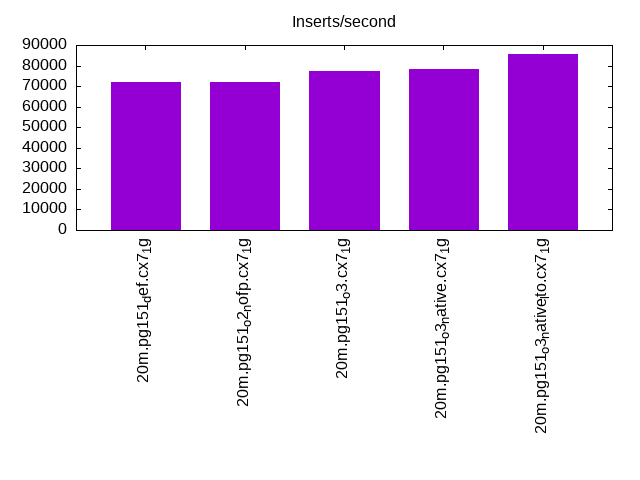 Inserts/second
90000
80000
70000
60000
50000
40000
30000
20000
10000
0
20m.pg151def.cx71g
20m.pg151o2nofp.cx71g
20m.pg151o3.cx71g
20m.pg151o3native.cx71g
20m.pg151o3nativelto.cx71g